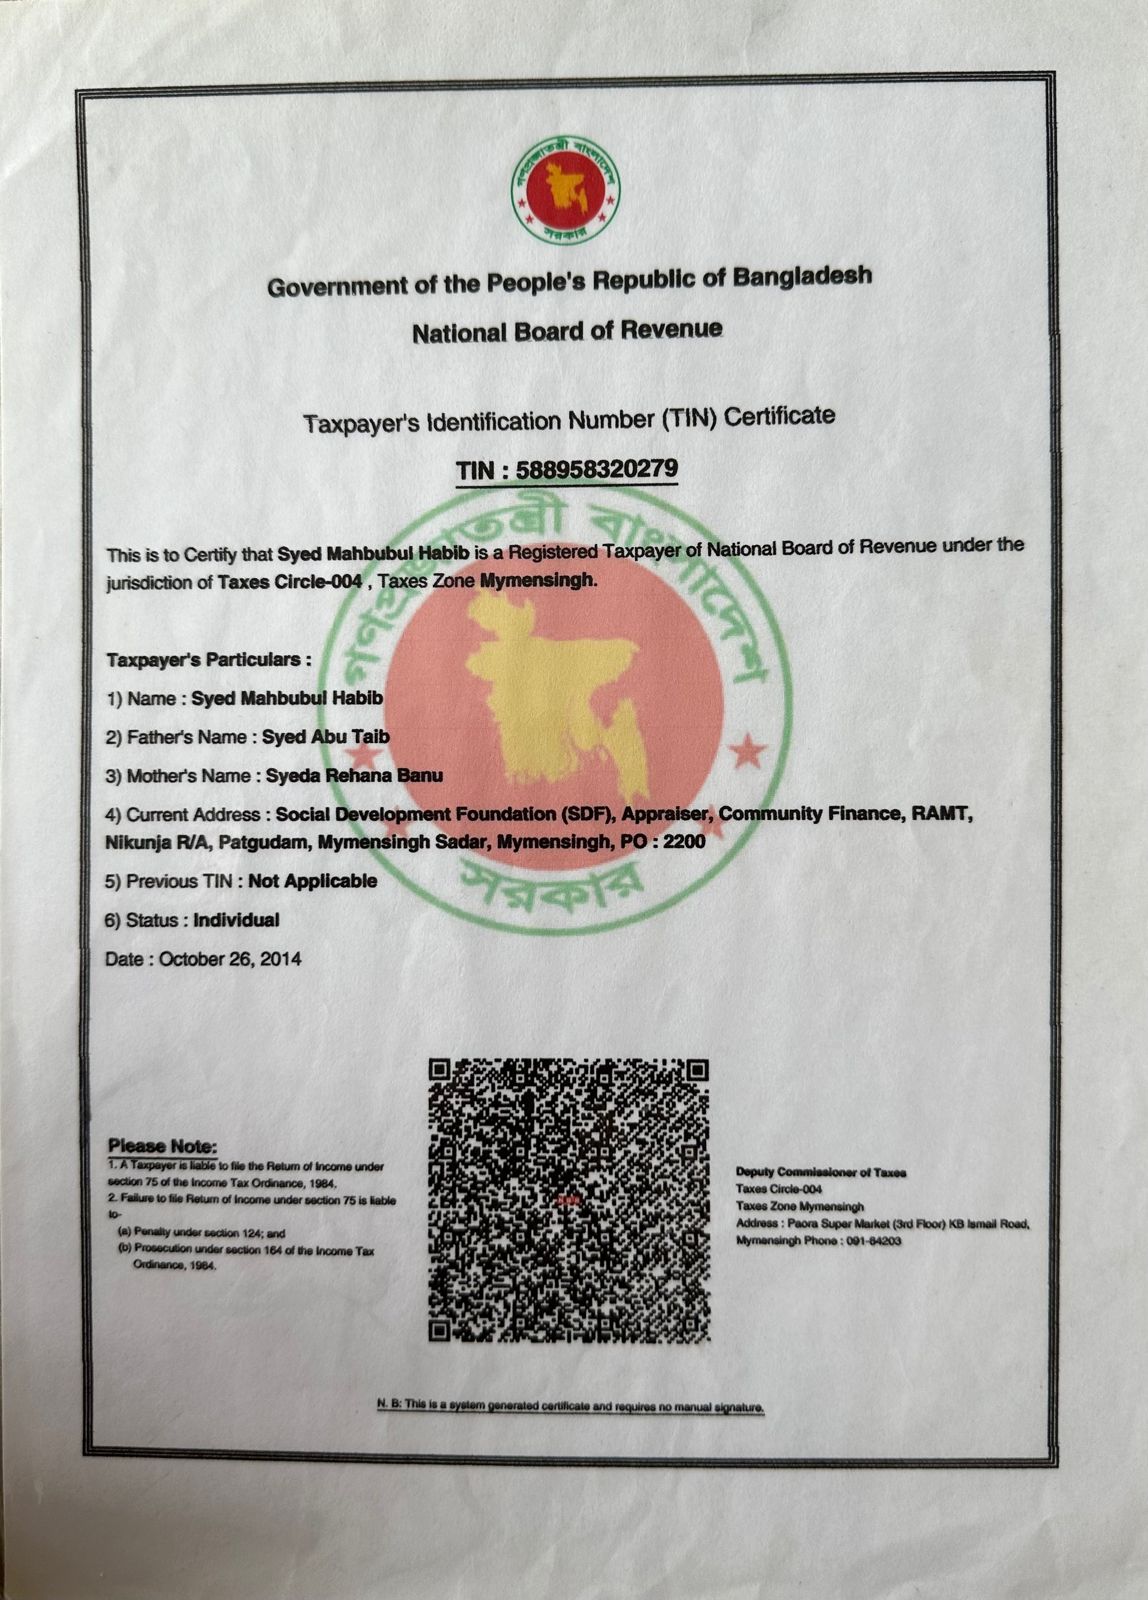 গণপ্রজাতন্ত্রী বাংলাদেশ
সরকার
Government of the People's Republic of Bangladesh
National Board of Revenue
Taxpayer's Identification Number (TIN) Certificate
TIN : 588958320279
গণপ্রজাতন্ত্রী বাংলাদেশ
This is to Certify that Syed Mahbubul Habib is a Registered Taxpayer of National Board of Revenue under the
jurisdiction of Taxes Circle-004 , Taxes Zone Mymensingh.
Taxpayer's Particulars :
1) Name : Syed Mahbubul Habib
2) Father's Name : Syed Abu Taib
3) Mother's Name : Syeda Rehana Banu
4) Current Address : Social Development Foundation (SDF), Appraiser, Community Finance, RAMT,
Nikunja R/A, Patgudam, Mymensingh Sadar, Mymensingh, PO : 2200
5) Previous TIN : Not Applicable
সরকার
6) Status : Individual
Date : October 26, 2014
Please Note:
1. A Taxpayer is liable to file the Return of Income under
section 75 of the Income Tax Ordinance, 1984.
2. Failure to file Return of Income under section 75 is liable
to-
(a) Penalty under section 124; and
(b) Prosecution under section 164 of the Income Tax
Ordinance, 1984.
Deputy Commissioner of Taxes
Taxes Circle-004
Taxes Zone Mymensingh
Address : Paora Super Market (3rd Floor) KB Ismail Road,
Mymensingh Phone : 091-64203
N. B: This is a system generated certificate and requires no manual signature.